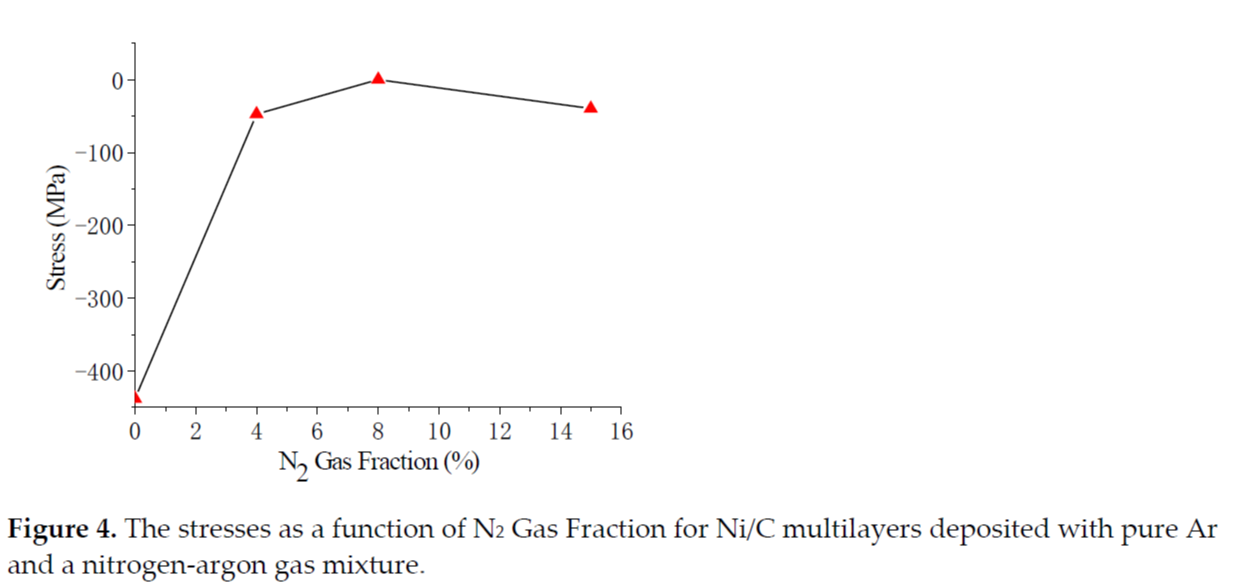 0
−100
−200
−300
−400
Stress (MPa)
0 2 4 6 8 10 12 14 16
N₂ Gas Fraction (%)
Figure 4. The stresses as a function of N₂ Gas Fraction for Ni/C multilayers deposited with pure Ar
and a nitrogen-argon gas mixture.